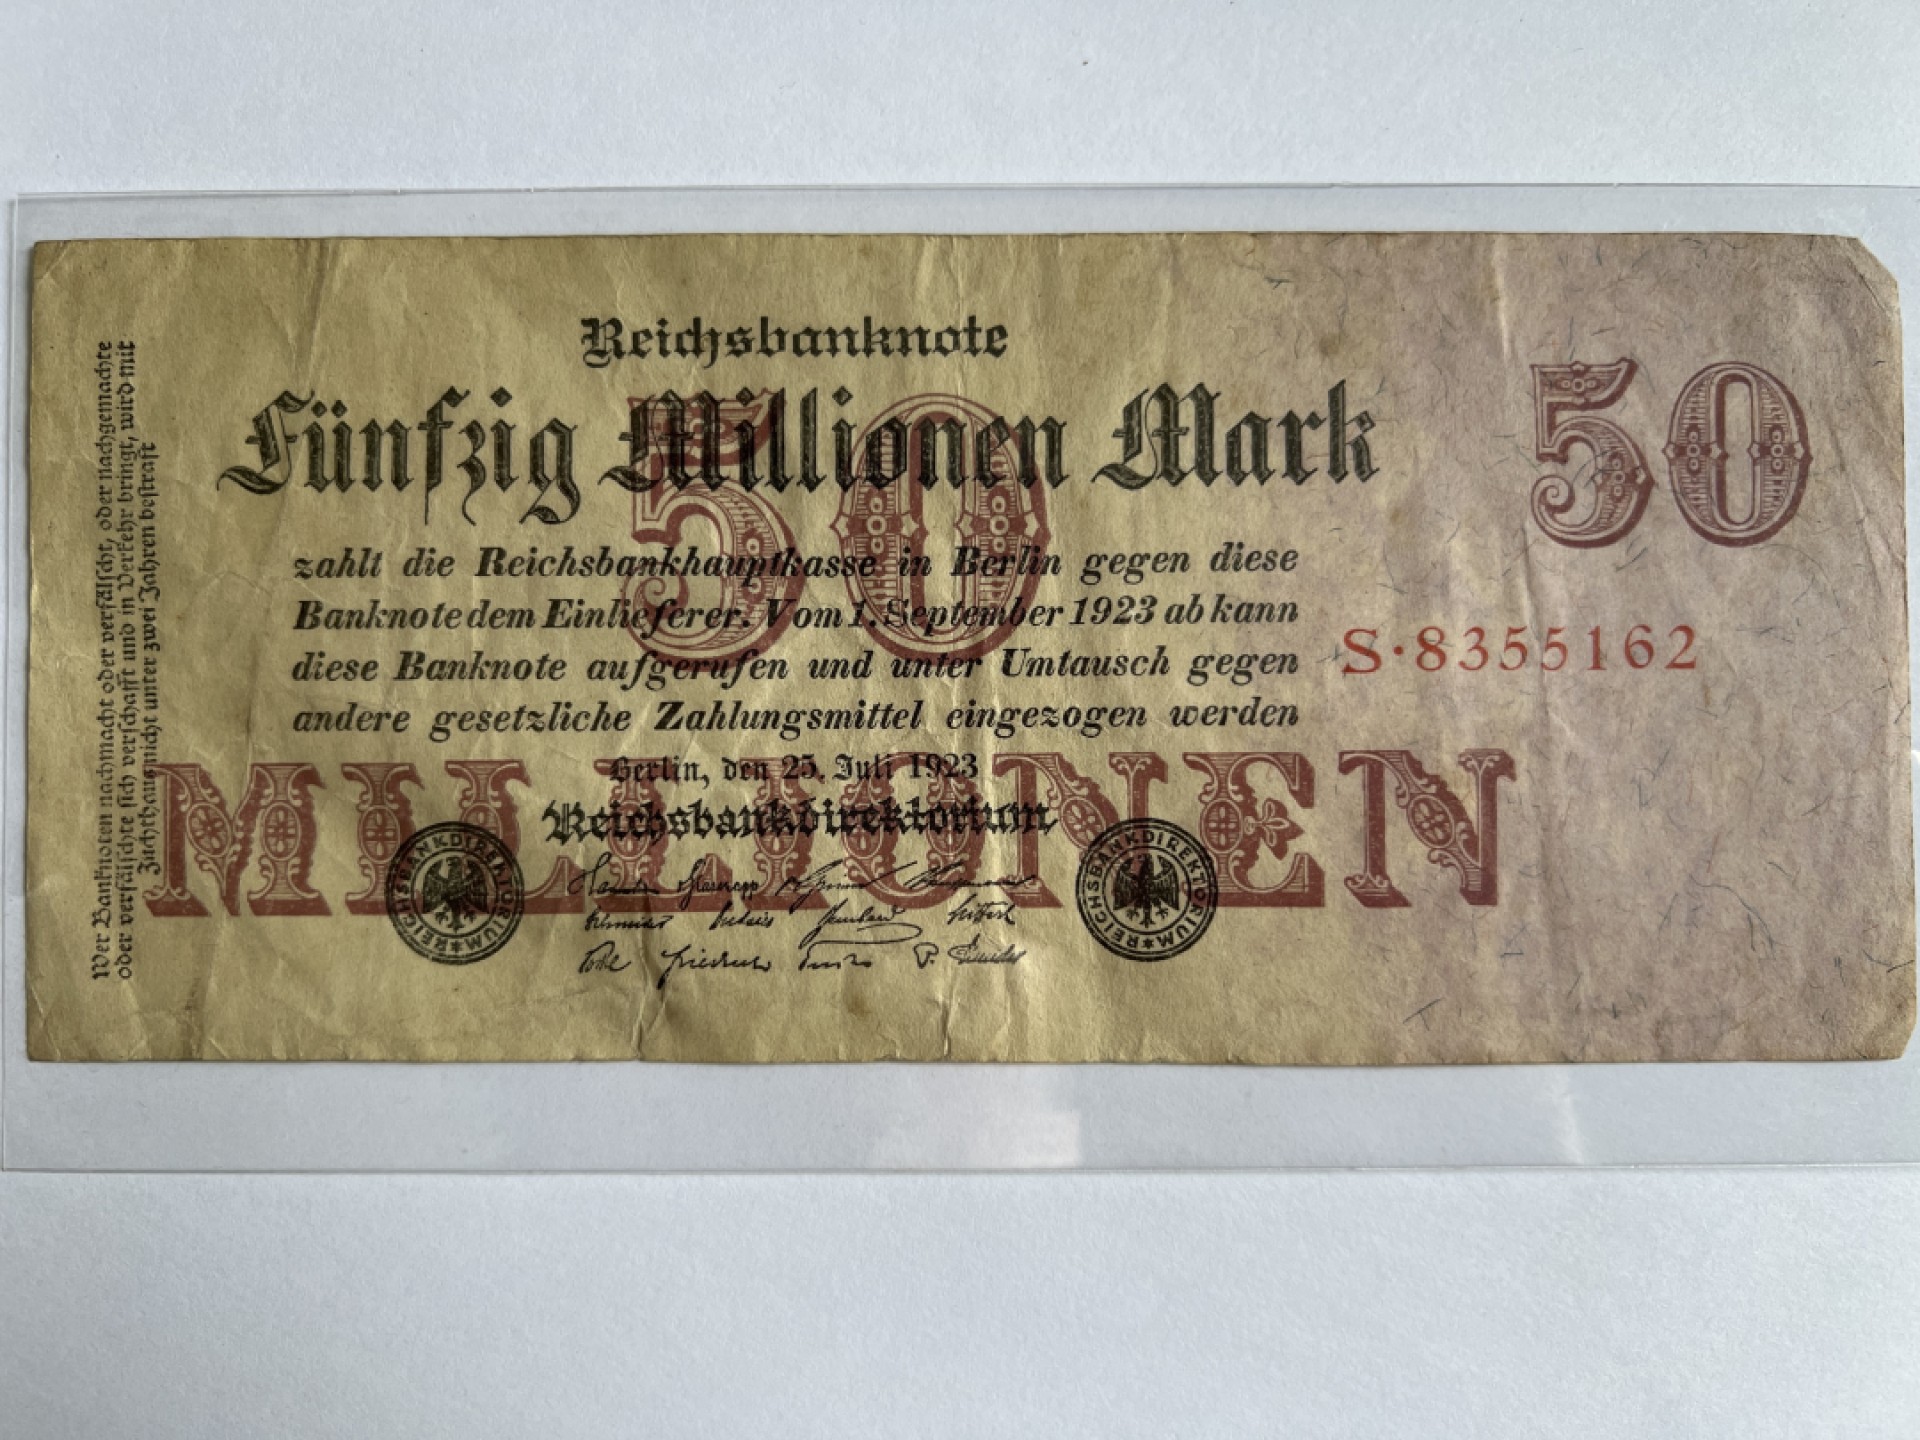 Reichsbanknote
Fünfzig Millionen Mark
50
50
zahlt die Reichsbankhauptkasse in Berlin gegen diese
Banknote dem Einlieferer. Vom 1. September 1923 ab kann
diese Banknote aufgerufen und unter Umtausch gegen
andere gesetzliche Zahlungsmittel eingezogen werden
S·8355162
Berlin, den 25. Juli 1923
MILLIONEN
Reichsbankdirektorium
REICHSBANKDIREKTORIUM
REICHSBANKDIREKTORIUM
Wer Banknoten nachmacht oder verfälscht, oder nachgemachte
oder verfälschte sich verschafft und in Verkehr bringt, wird mit
Zuchthaus nicht unter zwei Jahren bestraft